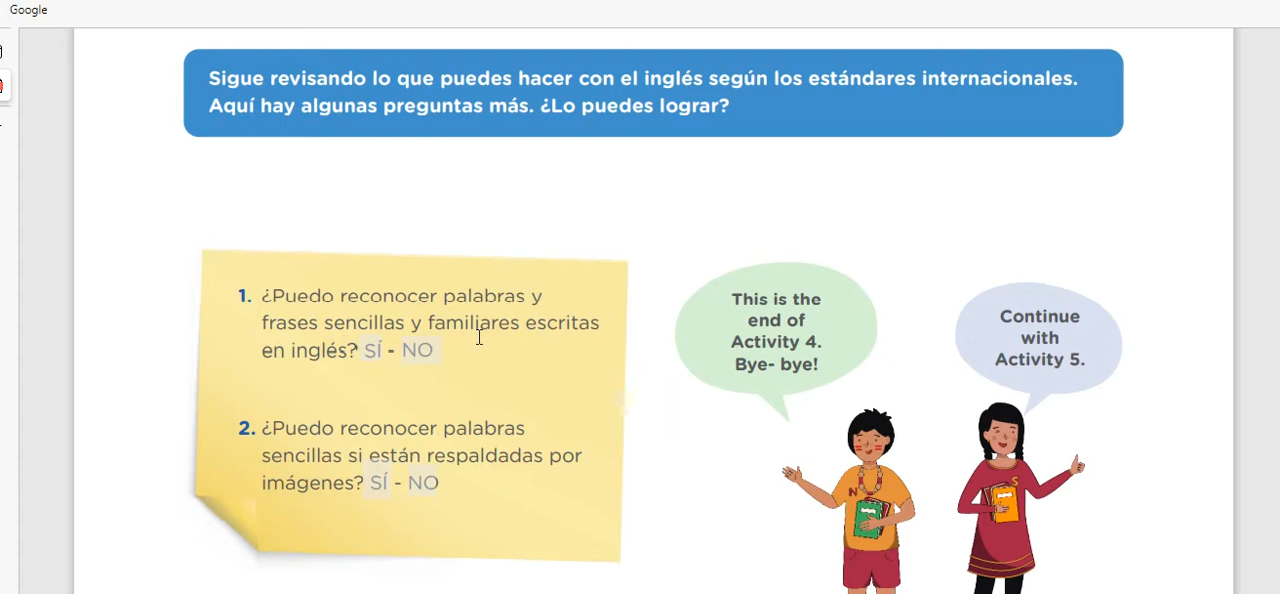 Google
Sigue revisando lo que puedes hacer con el inglés según los estándares internacionales.
Aquí hay algunas preguntas más. ¿Lo puedes lograr?
1. ¿Puedo reconocer palabras y
frases sencillas y familiares escritas
en inglés? SÍ - NO
2. ¿Puedo reconocer palabras
sencillas si están respaldadas por
imágenes? SÍ - NO
This is the
end of
Activity 4.
Bye- bye!
Continue
with
Activity 5.
N
S